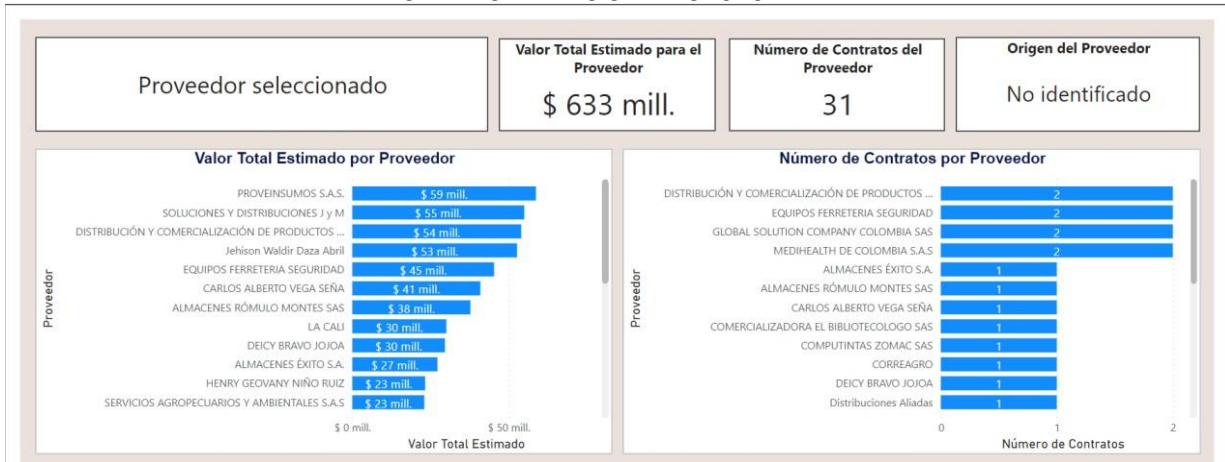 Proveedor seleccionado
Valor Total Estimado para el
Proveedor
$ 633 mill.
Número de Contratos del
Proveedor
31
Origen del Proveedor
No identificado
Valor Total Estimado por Proveedor
Proveedor
PROVEINSUMOS S.A.S. $ 59 mill.
SOLUCIONES Y DISTRIBUCIONES J y M $ 55 mill.
DISTRIBUCIÓN Y COMERCIALIZACIÓN DE PRODUCTOS ... $ 54 mill.
Jehison Waldir Daza Abril $ 53 mill.
EQUIPOS FERRETERIA SEGURIDAD $ 45 mill.
CARLOS ALBERTO VEGA SEÑA $ 41 mill.
ALMACENES RÓMULO MONTES SAS $ 38 mill.
LA CALI $ 30 mill.
DEICY BRAVO JOJOA $ 30 mill.
ALMACENES ÉXITO S.A. $ 27 mill.
HENRY GEOVANY NIÑO RUIZ $ 23 mill.
SERVICIOS AGROPECUARIOS Y AMBIENTALES S.A.S $ 23 mill.
$ 0 mill. $ 50 mill.
Valor Total Estimado
Número de Contratos por Proveedor
Proveedor
DISTRIBUCIÓN Y COMERCIALIZACIÓN DE PRODUCTOS ... 2
EQUIPOS FERRETERIA SEGURIDAD 2
GLOBAL SOLUTION COMPANY COLOMBIA SAS 2
MEDIHEALTH DE COLOMBIA S.A.S 2
ALMACENES ÉXITO S.A. 1
ALMACENES RÓMULO MONTES SAS 1
CARLOS ALBERTO VEGA SEÑA 1
COMERCIALIZADORA EL BIBLIOTECOLOGO SAS 1
COMPUTINTAS ZOMAC SAS 1
CORREAGRO 1
DEICY BRAVO JOJOA 1
Distribuciones Aliadas 1
0 1 2
Número de Contratos